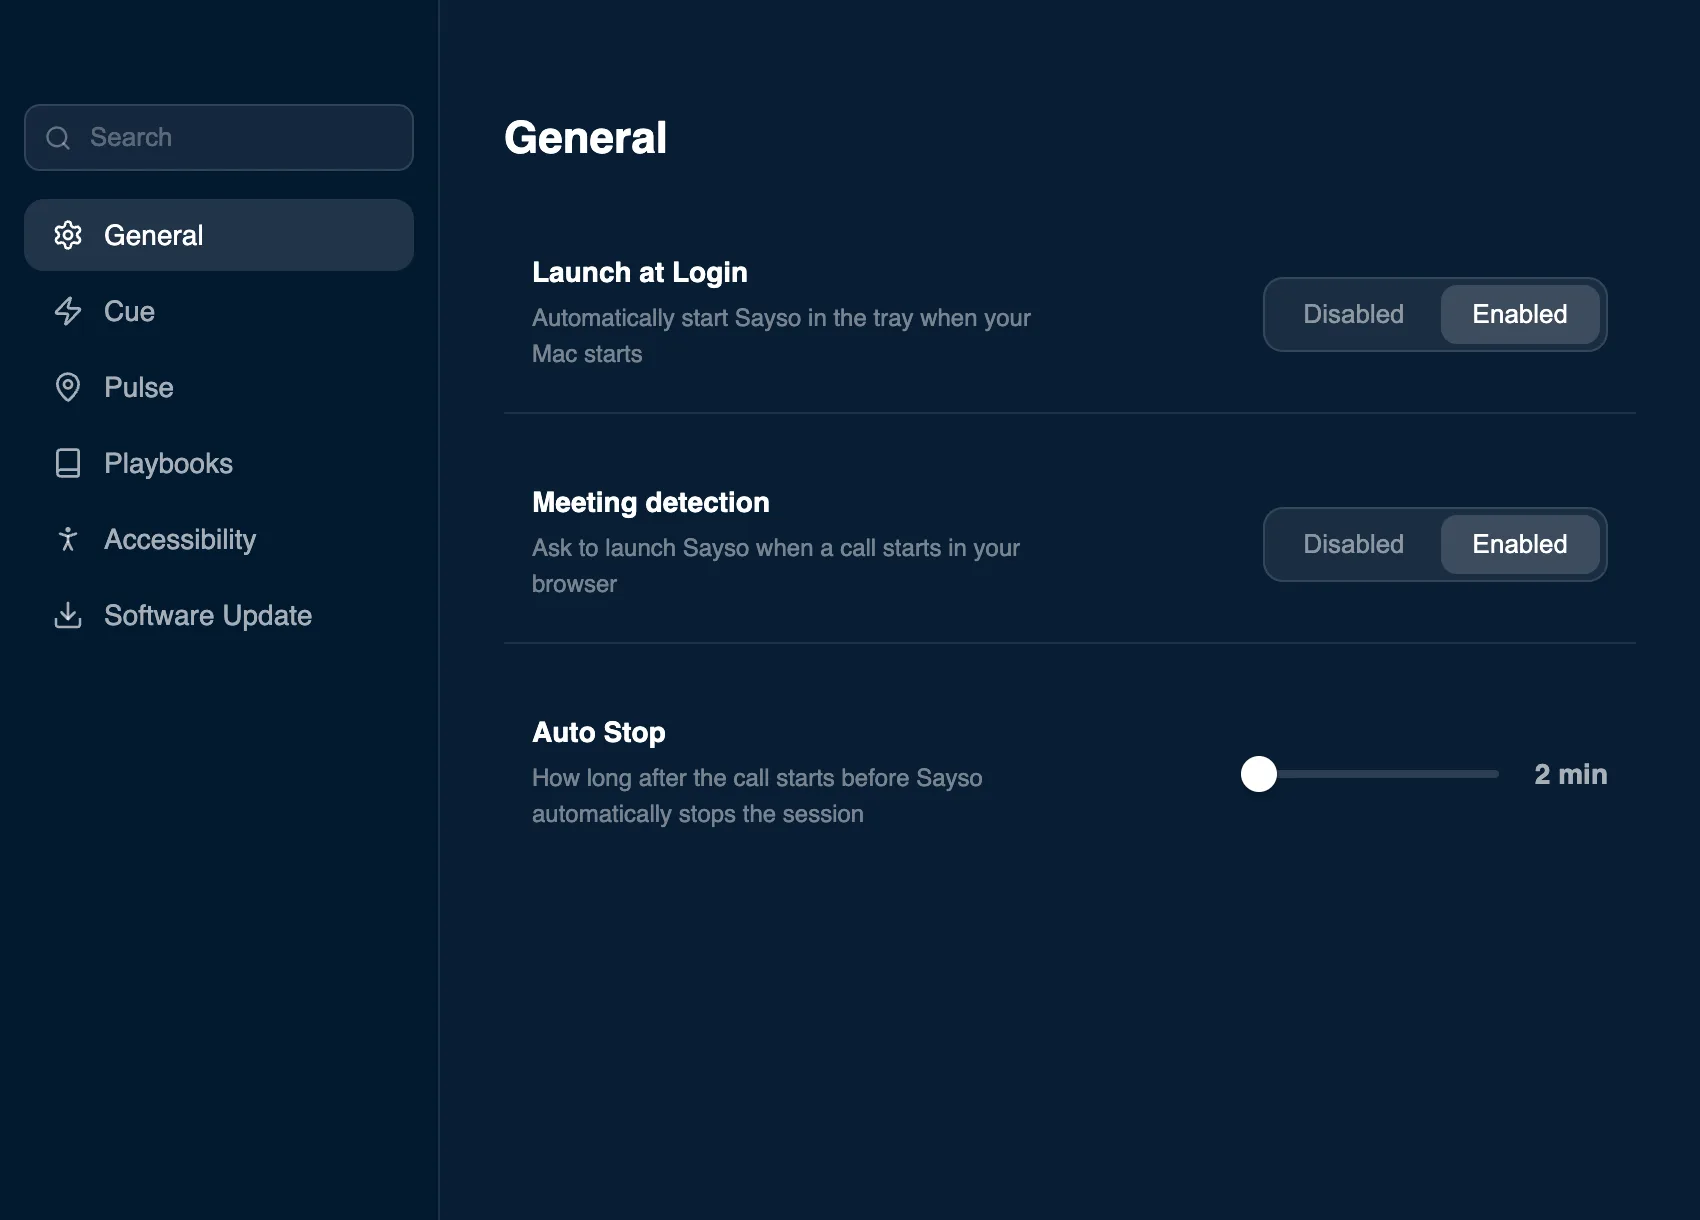 Search
General
Cue
Pulse
Playbooks
Accessibility
Software Update
General
Launch at Login
Automatically start Sayso in the tray when your
Mac starts
Disabled
Enabled
Meeting detection
Ask to launch Sayso when a call starts in your
browser
Disabled
Enabled
Auto Stop
How long after the call starts before Sayso
automatically stops the session
2 min